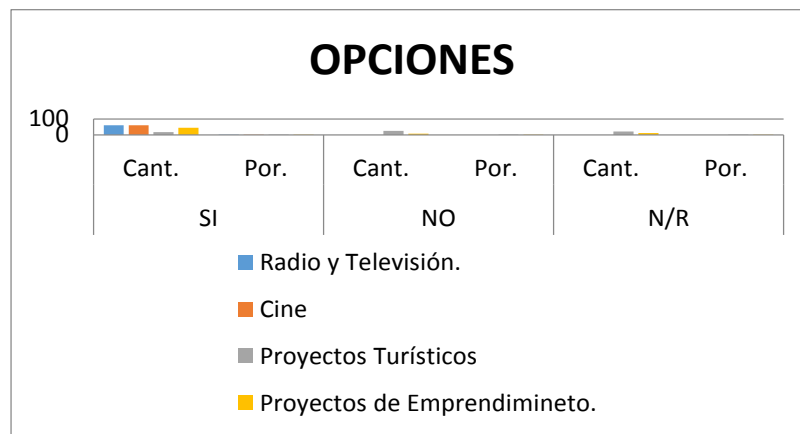 OPCIONES
100
0
Cant. Por. Cant. Por. Cant. Por.
SI NO N/R
Radio y Televisión.
Cine
Proyectos Turísticos
Proyectos de Emprendimineto.